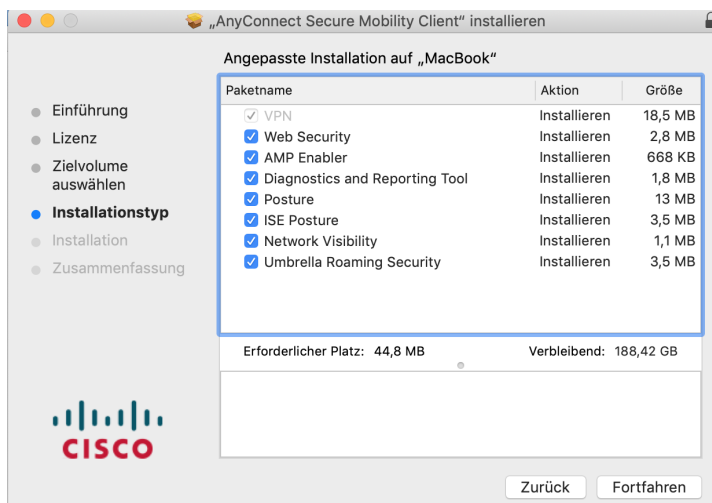 „AnyConnect Secure Mobility Client“ installieren
Angepasste Installation auf „MacBook“
Einführung
Lizenz
Zielvolume
auswählen
Installationstyp
Installation
Zusammenfassung
Paketname Aktion Größe
VPN Installieren 18,5 MB
Web Security Installieren 2,8 MB
AMP Enabler Installieren 668 KB
Diagnostics and Reporting Tool Installieren 1,8 MB
Posture Installieren 13 MB
ISE Posture Installieren 3,5 MB
Network Visibility Installieren 1,1 MB
Umbrella Roaming Security Installieren 3,5 MB
Erforderlicher Platz: 44,8 MB Verbleibend: 188,42 GB
CISCO
Zurück Fortfahren